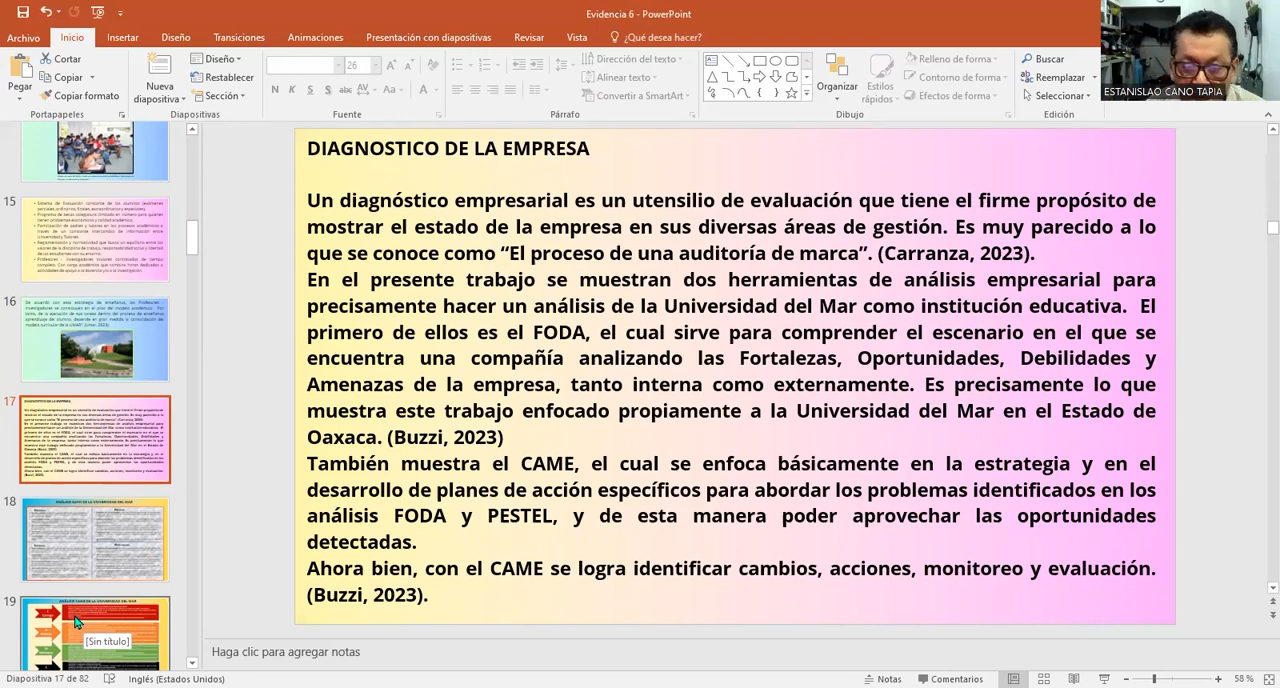 Evidencia 6 - PowerPoint
Archivo Inicio Insertar Diseño Transiciones Animaciones Presentación con diapositivas Revisar Vista ¿Qué desea hacer?
ESTANISLAO CANO TAPIA
Pegar
Cortar
Copiar
Copiar formato
Portapapeles
Nueva
diapositiva
Diseño
Restablecer
Sección
Diapositivas
26
N K S S abc AV Aa A
Fuente
Dirección del texto
Alinear texto
Convertir a SmartArt
Párrafo
Organizar
Estilos
rápidos
Relleno de forma
Contorno de forma
Efectos de forma
Dibujo
Buscar
Reemplazar
Seleccionar
Edición
15
16
17
18
19
[Sin título]
DIAGNOSTICO DE LA EMPRESA
Un diagnóstico empresarial es un utensilio de evaluación que tiene el firme propósito de
mostrar el estado de la empresa en sus diversas áreas de gestión. Es muy parecido a lo
que se conoce como “El proceso de una auditoría de marca”. (Carranza, 2023).
En el presente trabajo se muestran dos herramientas de análisis empresarial para
precisamente hacer un análisis de la Universidad del Mar como institución educativa. El
primero de ellos es el FODA, el cual sirve para comprender el escenario en el que se
encuentra una compañía analizando las Fortalezas, Oportunidades, Debilidades y
Amenazas de la empresa, tanto interna como externamente. Es precisamente lo que
muestra este trabajo enfocado propiamente a la Universidad del Mar en el Estado de
Oaxaca. (Buzzi, 2023)
También muestra el CAME, el cual se enfoca básicamente en la estrategia y en el
desarrollo de planes de acción específicos para abordar los problemas identificados en los
análisis FODA y PESTEL, y de esta manera poder aprovechar las oportunidades
detectadas.
Ahora bien, con el CAME se logra identificar cambios, acciones, monitoreo y evaluación.
(Buzzi, 2023).
Haga clic para agregar notas
Diapositiva 17 de 82 Inglés (Estados Unidos) Notas Comentarios 58 %